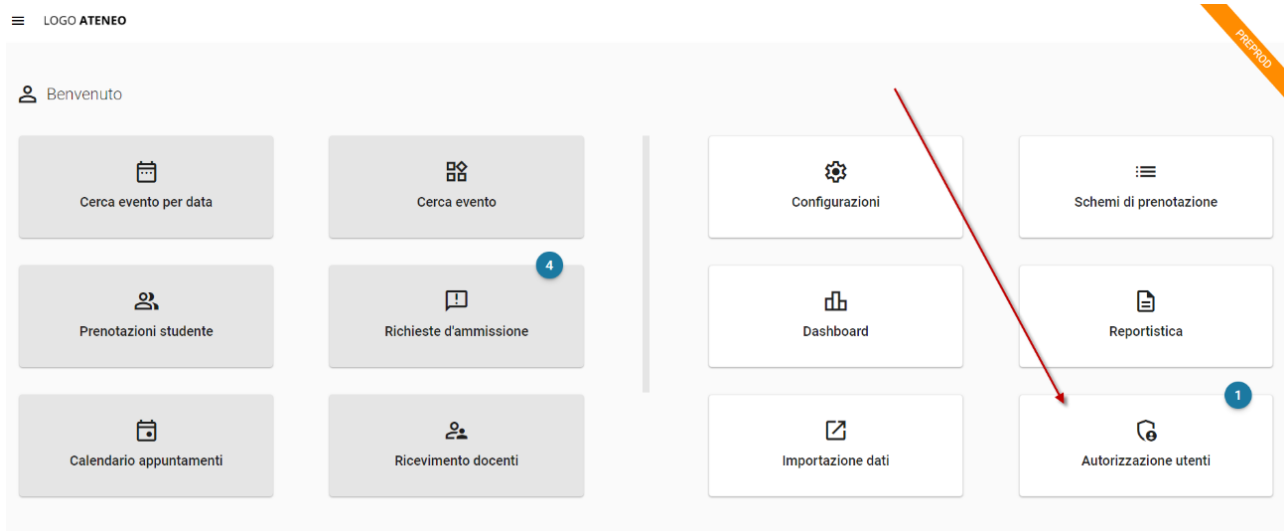 LOGO ATENEO
PREPROD
Benvenuto
Cerca evento per data
Cerca evento
Configurazioni
Schemi di prenotazione
4
Prenotazioni studente
Richieste d'ammissione
Dashboard
Reportistica
1
Calendario appuntamenti
Ricevimento docenti
Importazione dati
Autorizzazione utenti